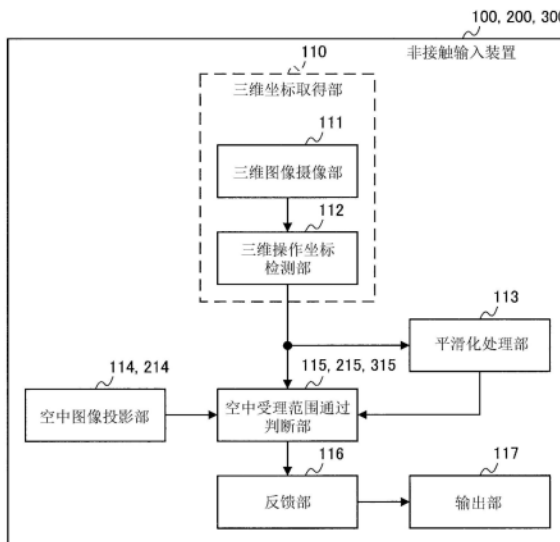 100, 200, 300
非接触输入装置
110
三维坐标取得部
111
三维图像摄像部
112
三维操作坐标
检测部
113
平滑化处理部
114, 214
空中图像投影部
115, 215, 315
空中受理范围通过
判断部
116
反馈部
117
输出部